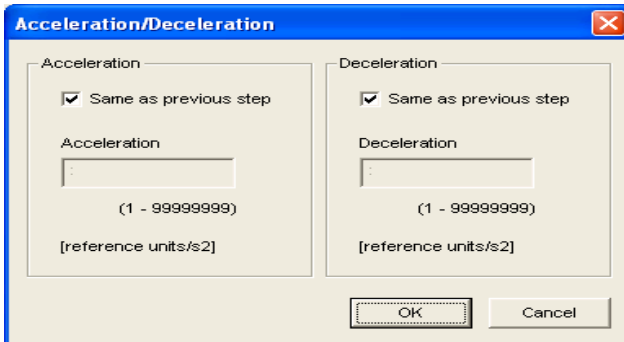 Acceleration/Deceleration
Acceleration
Same as previous step
Acceleration
:
(1 - 99999999)
[reference units/s2]
Deceleration
Same as previous step
Deceleration
:
(1 - 99999999)
[reference units/s2]
OK
Cancel